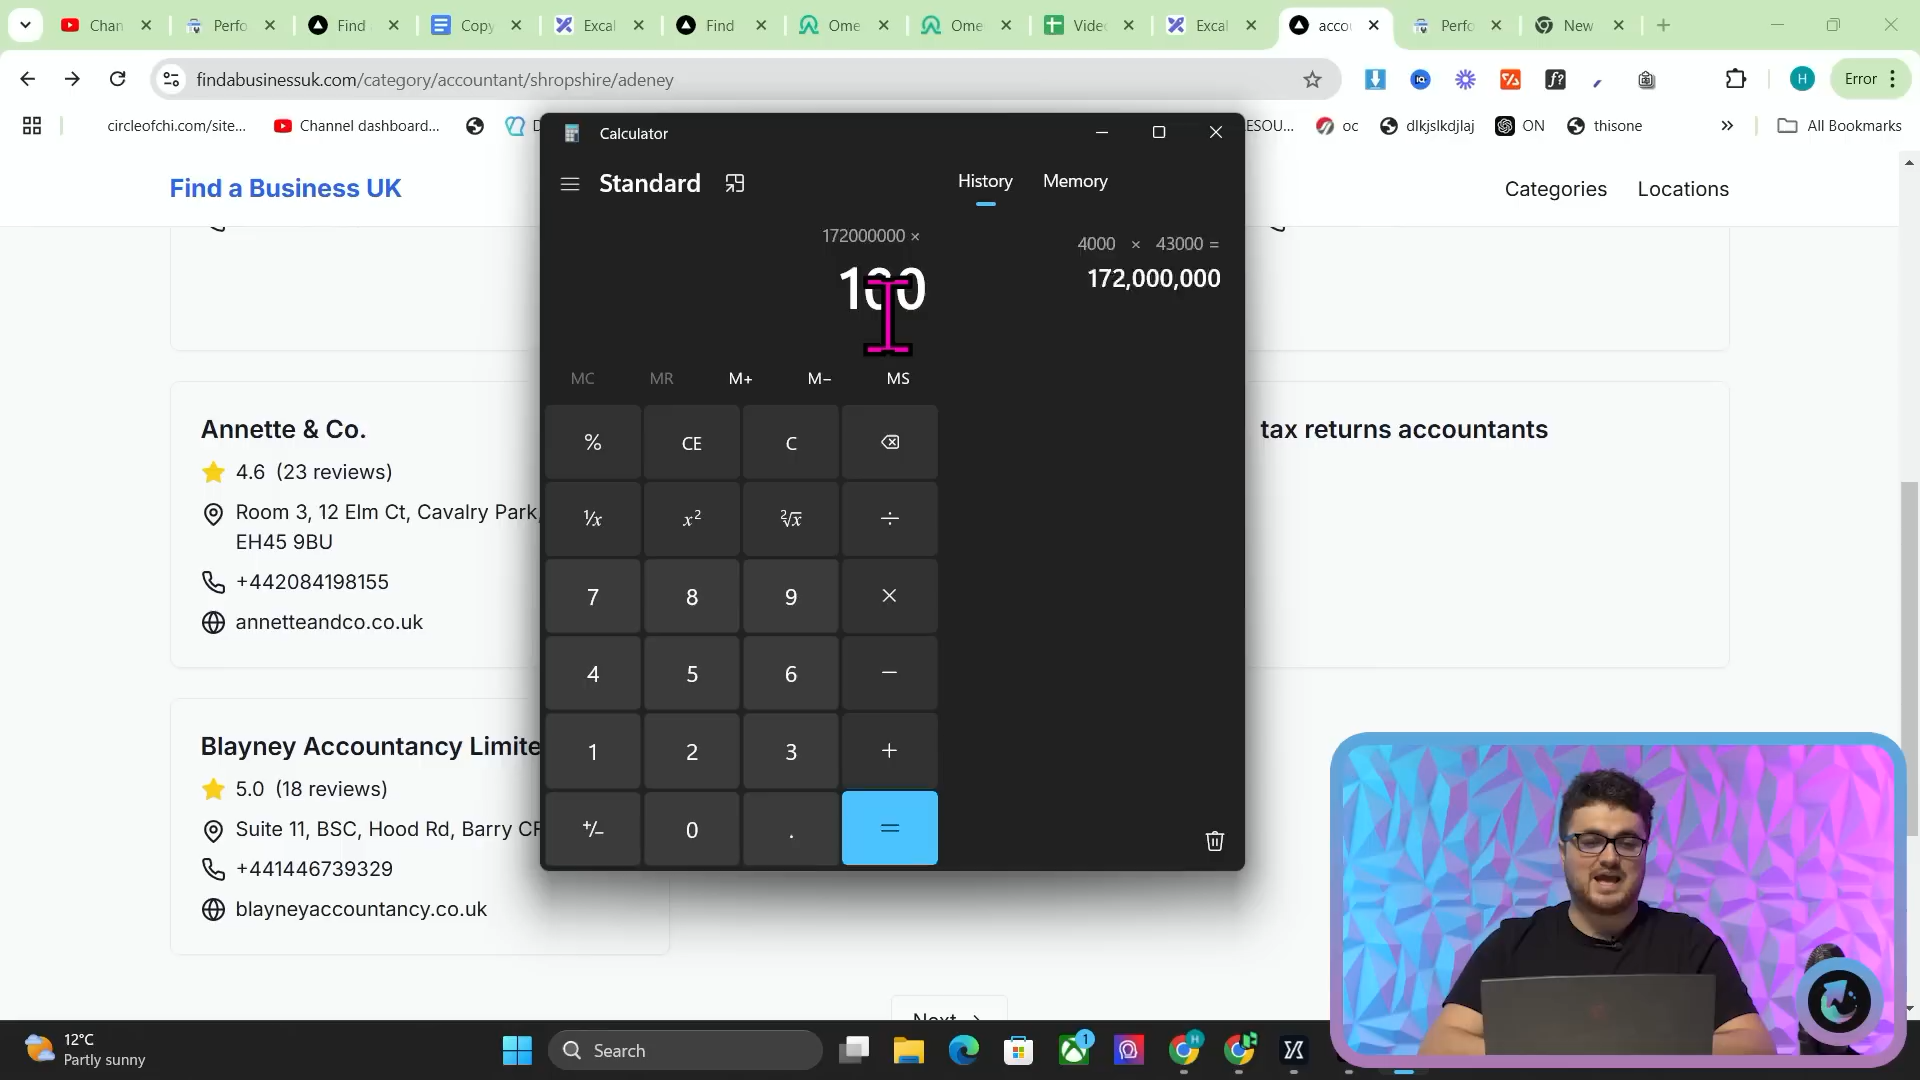 Chan
Perfo
Find
Copy
Excal
Find
Ome
Ome
Vide
Excal
acco
Perfo
New
findabusinessuk.com/category/accountant/shropshire/adeney
Error
circleofchi.com/site...
Channel dashboard...
ESOU...
oc
dlkjslkdjlaj
ON
thisone
All Bookmarks
Find a Business UK
Categories
Locations
Calculator
Standard
History
Memory
172000000 ×
100
4000 × 43000 =
172,000,000
MC MR M+ M− MS
% CE C
¹⁄x x² ²√x ÷
7 8 9 ×
4 5 6 −
1 2 3 +
+/− 0 . =
Annette & Co.
4.6 (23 reviews)
Room 3, 12 Elm Ct, Cavalry Park,
EH45 9BU
+442084198155
annetteandco.co.uk
tax returns accountants
Blayney Accountancy Limite
5.0 (18 reviews)
Suite 11, BSC, Hood Rd, Barry CF
+441446739329
blayneyaccountancy.co.uk
Next
12°C
Partly sunny
Search
1